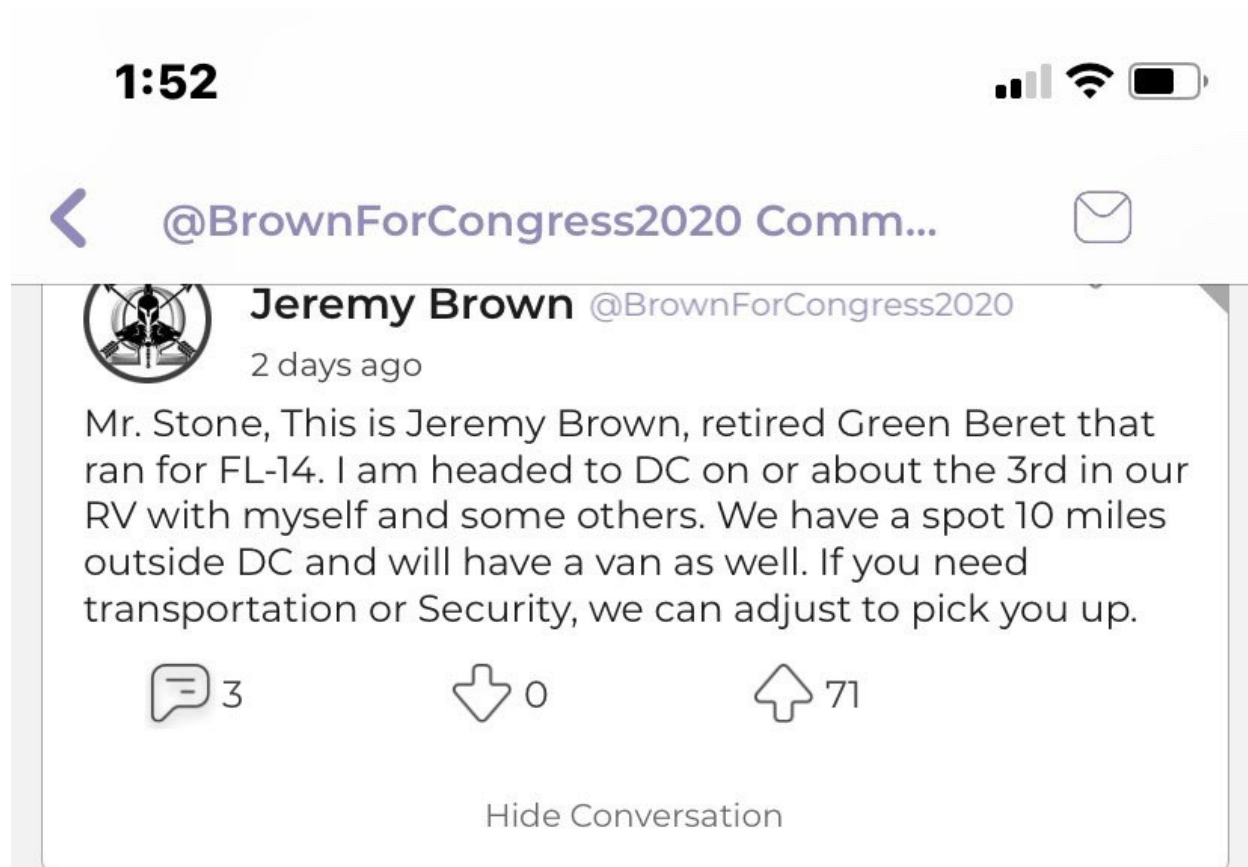 1:52
@BrownForCongress2020 Comm...
Jeremy Brown @BrownForCongress2020
2 days ago
Mr. Stone, This is Jeremy Brown, retired Green Beret that
ran for FL-14. I am headed to DC on or about the 3rd in our
RV with myself and some others. We have a spot 10 miles
outside DC and will have a van as well. If you need
transportation or Security, we can adjust to pick you up.
3 0 71
Hide Conversation